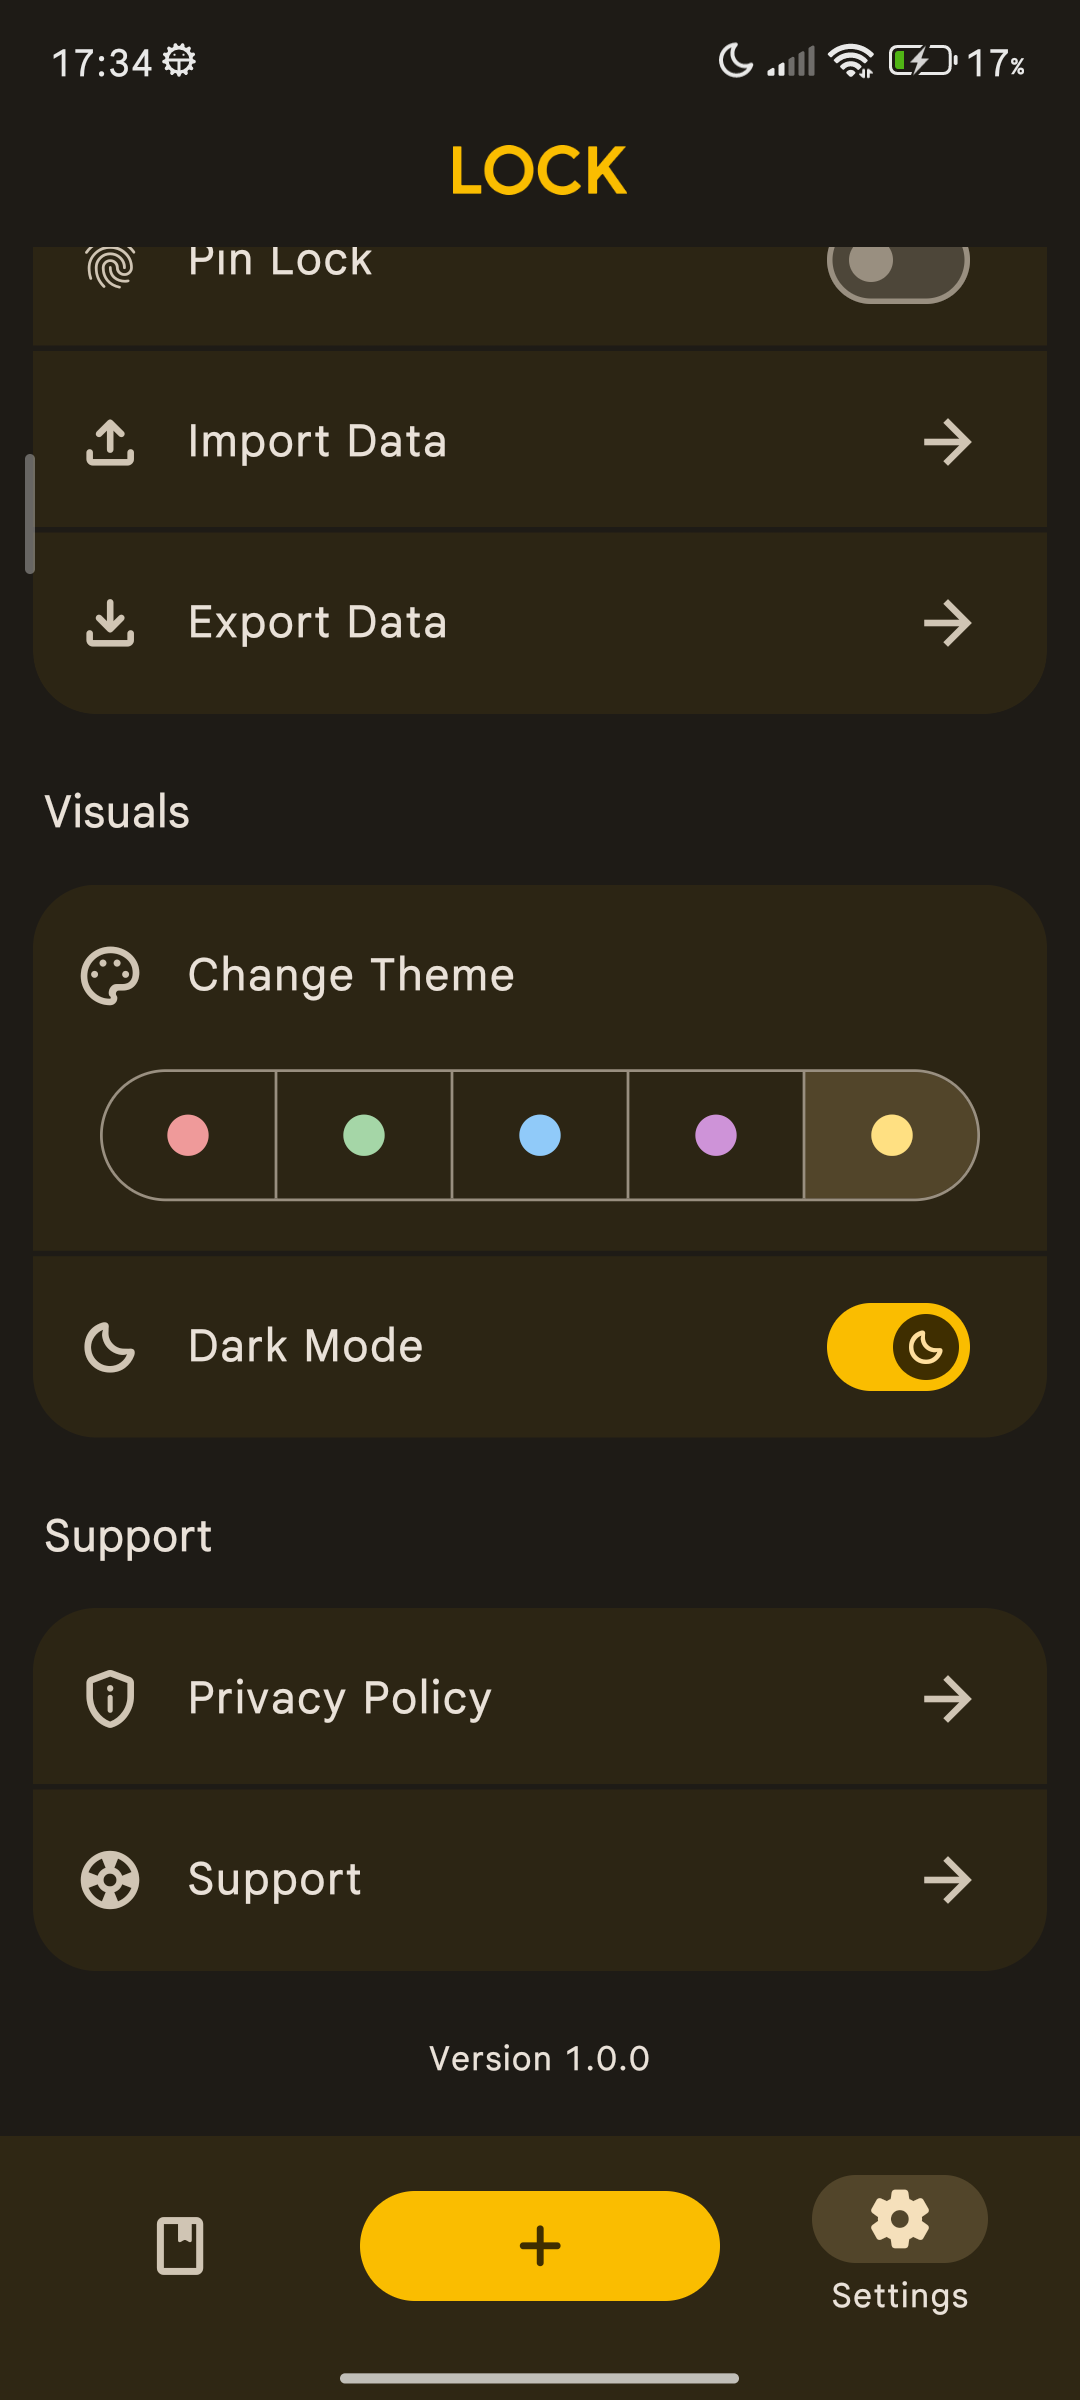 17:34 17%
LOCK
Pin Lock
Import Data
Export Data
Visuals
Change Theme
Dark Mode
Support
Privacy Policy
Support
Version 1.0.0
Settings